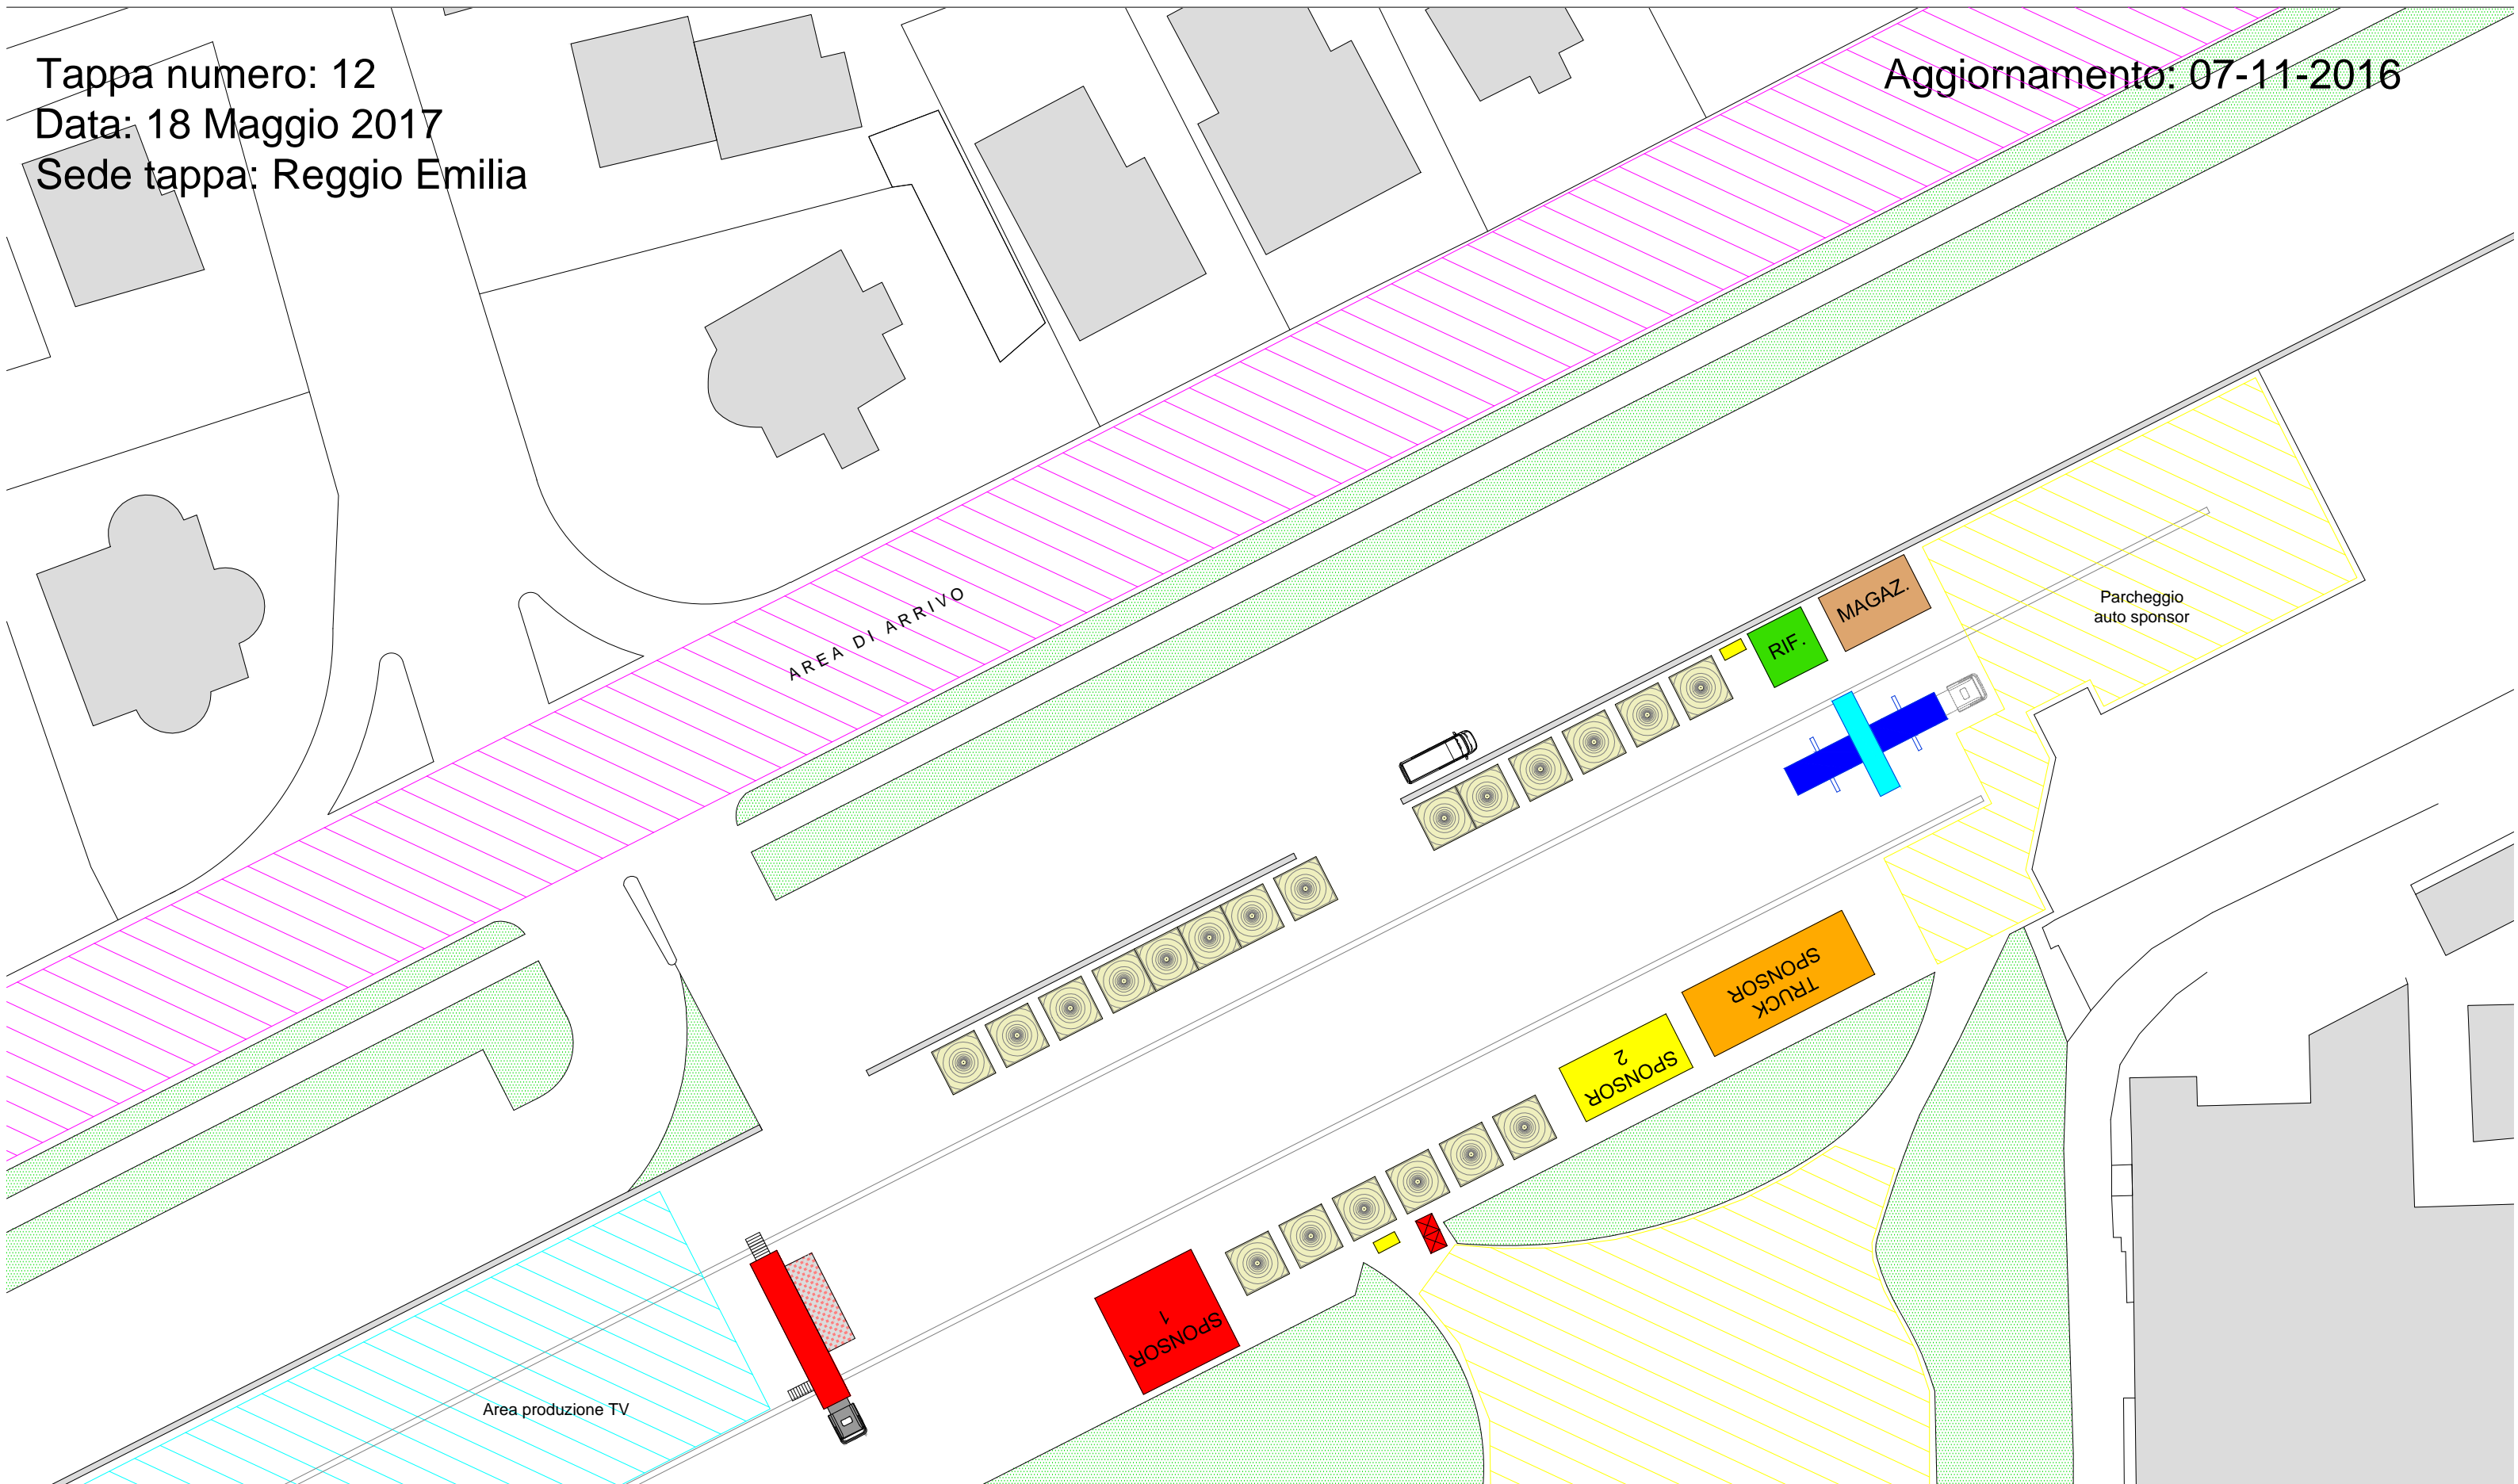 Tappa numero: 12
Data: 18 Maggio 2017
Sede tappa: Reggio Emilia
Aggiornamento: 07-11-2016
AREA DI ARRIVO
MAGAZ.
RIF.
Parcheggio
auto sponsor
TRUCK
SPONSOR
SPONSOR
2
SPONSOR
1
Area produzione TV